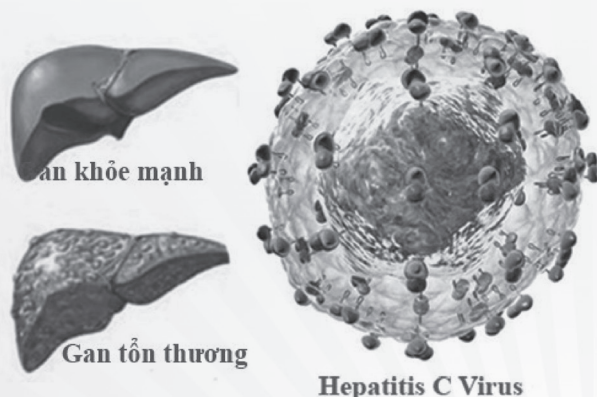 an khỏe mạnh
Gan tổn thương
Hepatitis C Virus